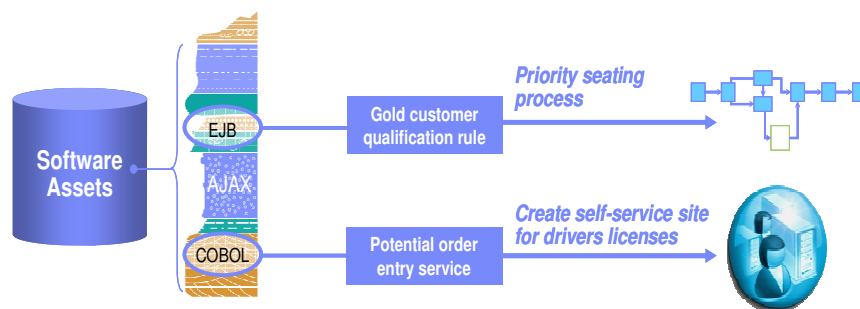 Software
Assets
EJB
AJAX
COBOL
Gold customer
qualification rule
Priority seating
process
Potential order
entry service
Create self-service site
for drivers licenses